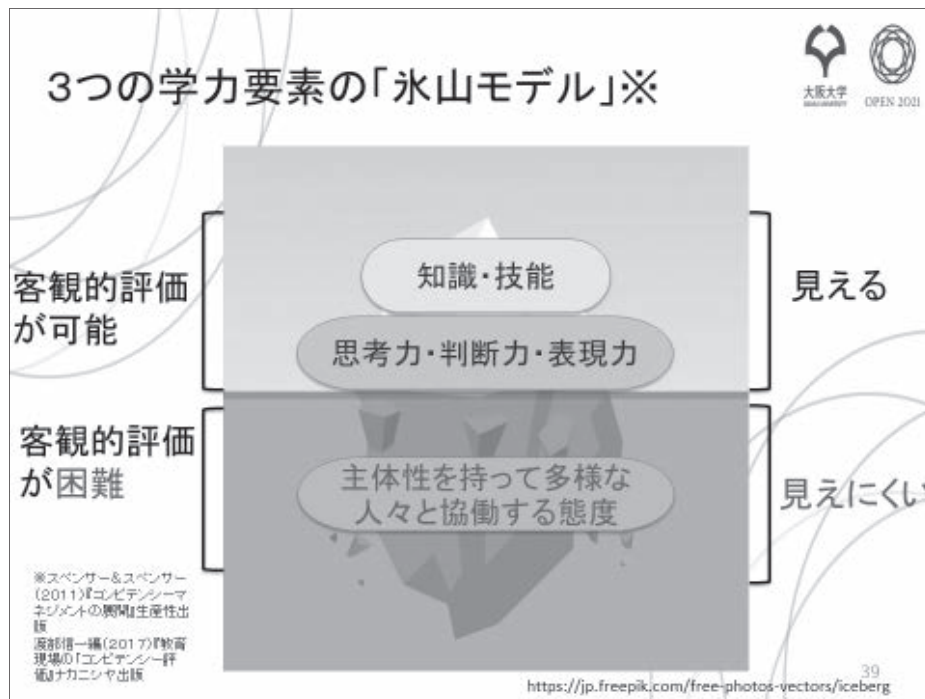 3つの学力要素の「氷山モデル」※
大阪大学
OSAKA UNIVERSITY
OPEN 2021
客観的評価
が可能
知識・技能
思考力・判断力・表現力
見える
客観的評価
が困難
主体性を持って多様な
人々と協働する態度
見えにくい
※スペンサー&スペンサー
(2011)『コンピテンシーマ
ネジメントの展開』生産性出
版
渡部信一編(2017)『教育
現場の「コンピテンシー評
価』ナカニシヤ出版
39
https://jp.freepik.com/free-photos-vectors/iceberg